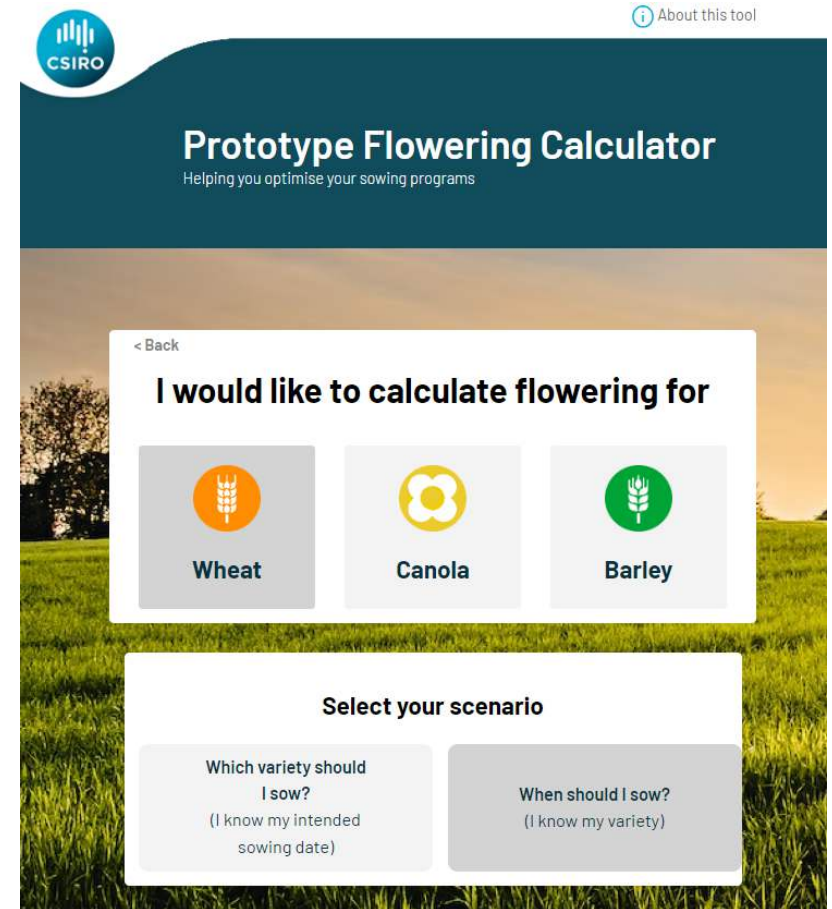 About this tool
CSIRO
Prototype Flowering Calculator
Helping you optimise your sowing programs
< Back
I would like to calculate flowering for
Wheat
Canola
Barley
Select your scenario
Which variety should
I sow?
(I know my intended
sowing date)
When should I sow?
(I know my variety)